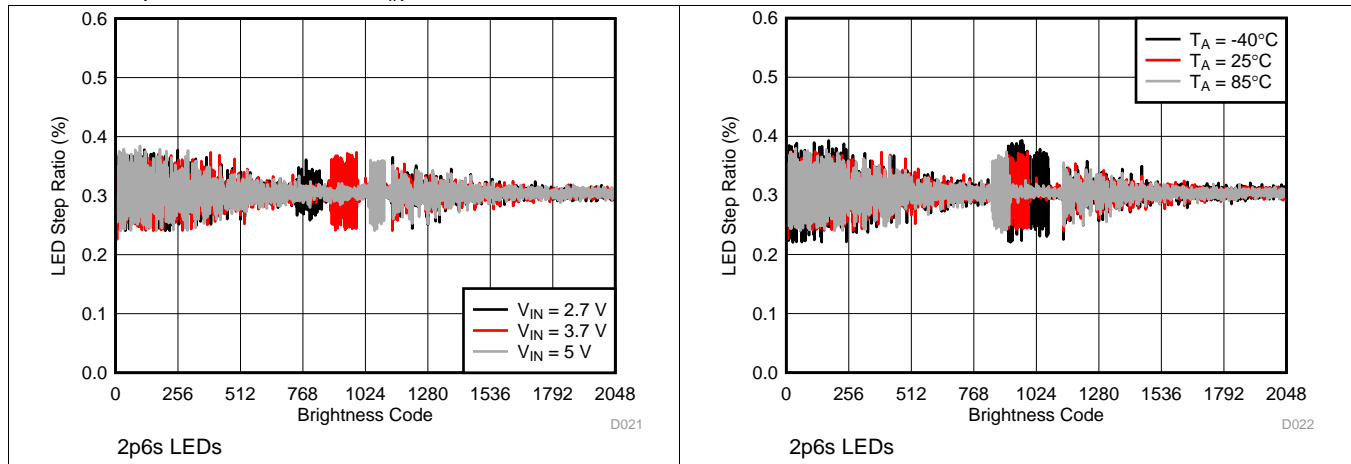 0.6
0.5
0.4
0.3
0.2
0.1
0.0
LED Step Ratio (%)
V_IN = 2.7 V
V_IN = 3.7 V
V_IN = 5 V
0 256 512 768 1024 1280 1536 1792 2048
Brightness Code
D021
2p6s LEDs
0.6
0.5
0.4
0.3
0.2
0.1
0.0
LED Step Ratio (%)
T_A = -40°C
T_A = 25°C
T_A = 85°C
0 256 512 768 1024 1280 1536 1792 2048
Brightness Code
D022
2p6s LEDs